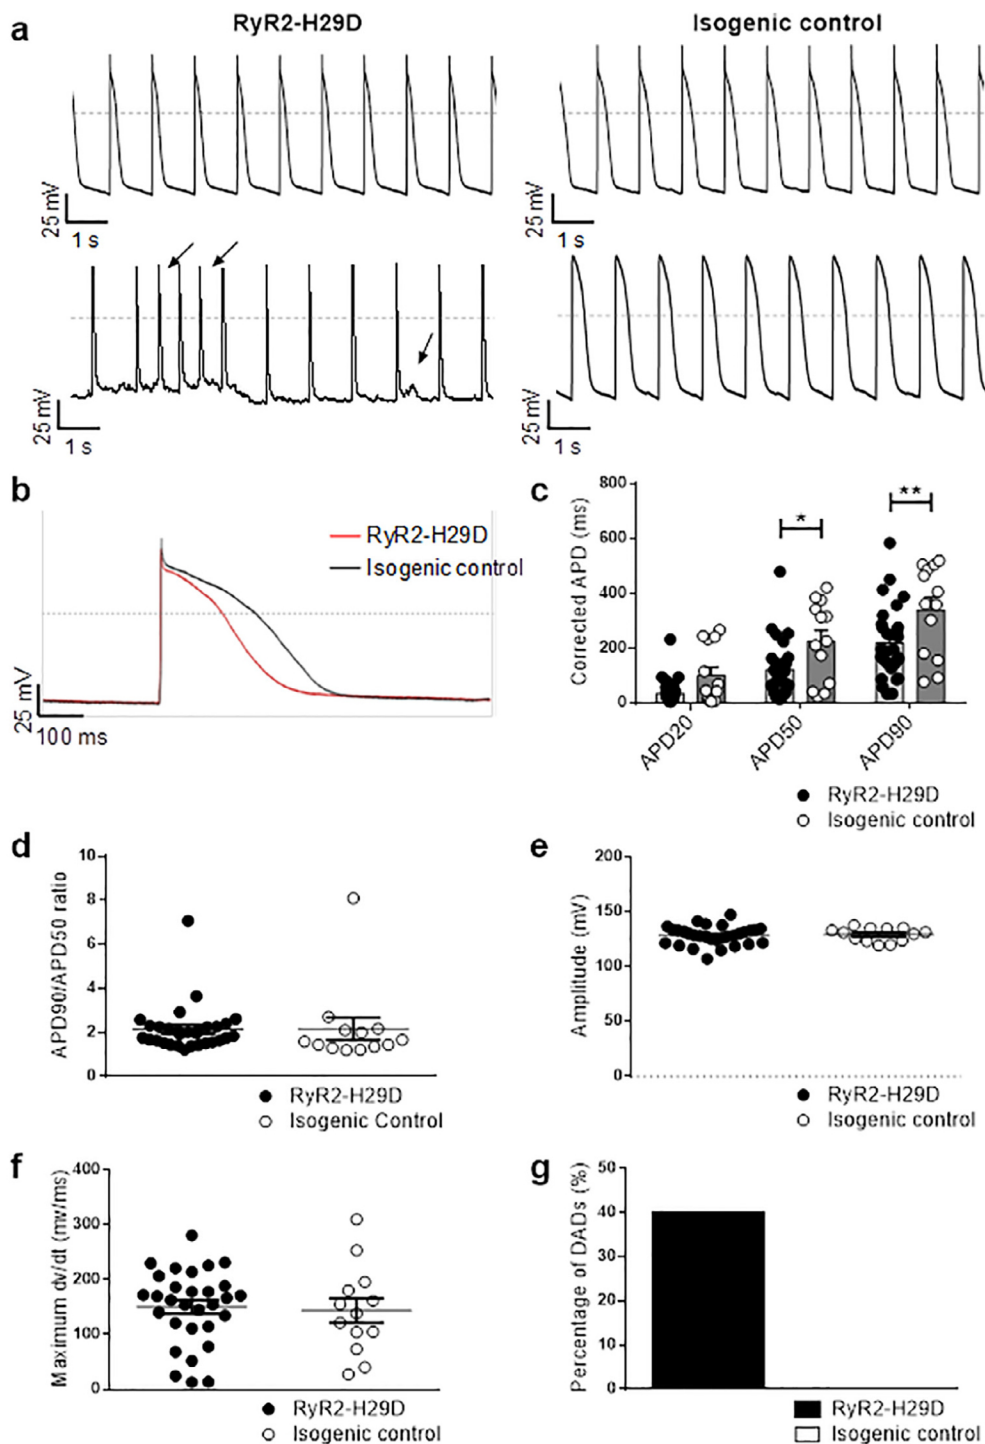 a
RyR2-H29D
Isogenic control
25 mV
1 s
25 mV
1 s
25 mV
1 s
25 mV
1 s
b
RyR2-H29D
Isogenic control
25 mV
100 ms
c
Corrected APD (ms)
800
600
400
200
0
*
**
APD20
APD50
APD90
RyR2-H29D
Isogenic control
d
APD90/APD50 ratio
10
8
6
4
2
0
RyR2-H29D
Isogenic Control
e
Amplitude (mV)
200
150
100
50
0
RyR2-H29D
Isogenic control
f
Maximum dv/dt (mv/ms)
400
300
200
100
0
RyR2-H29D
Isogenic control
g
Percentage of DADs (%)
50
40
30
20
10
0
RyR2-H29D
Isogenic control